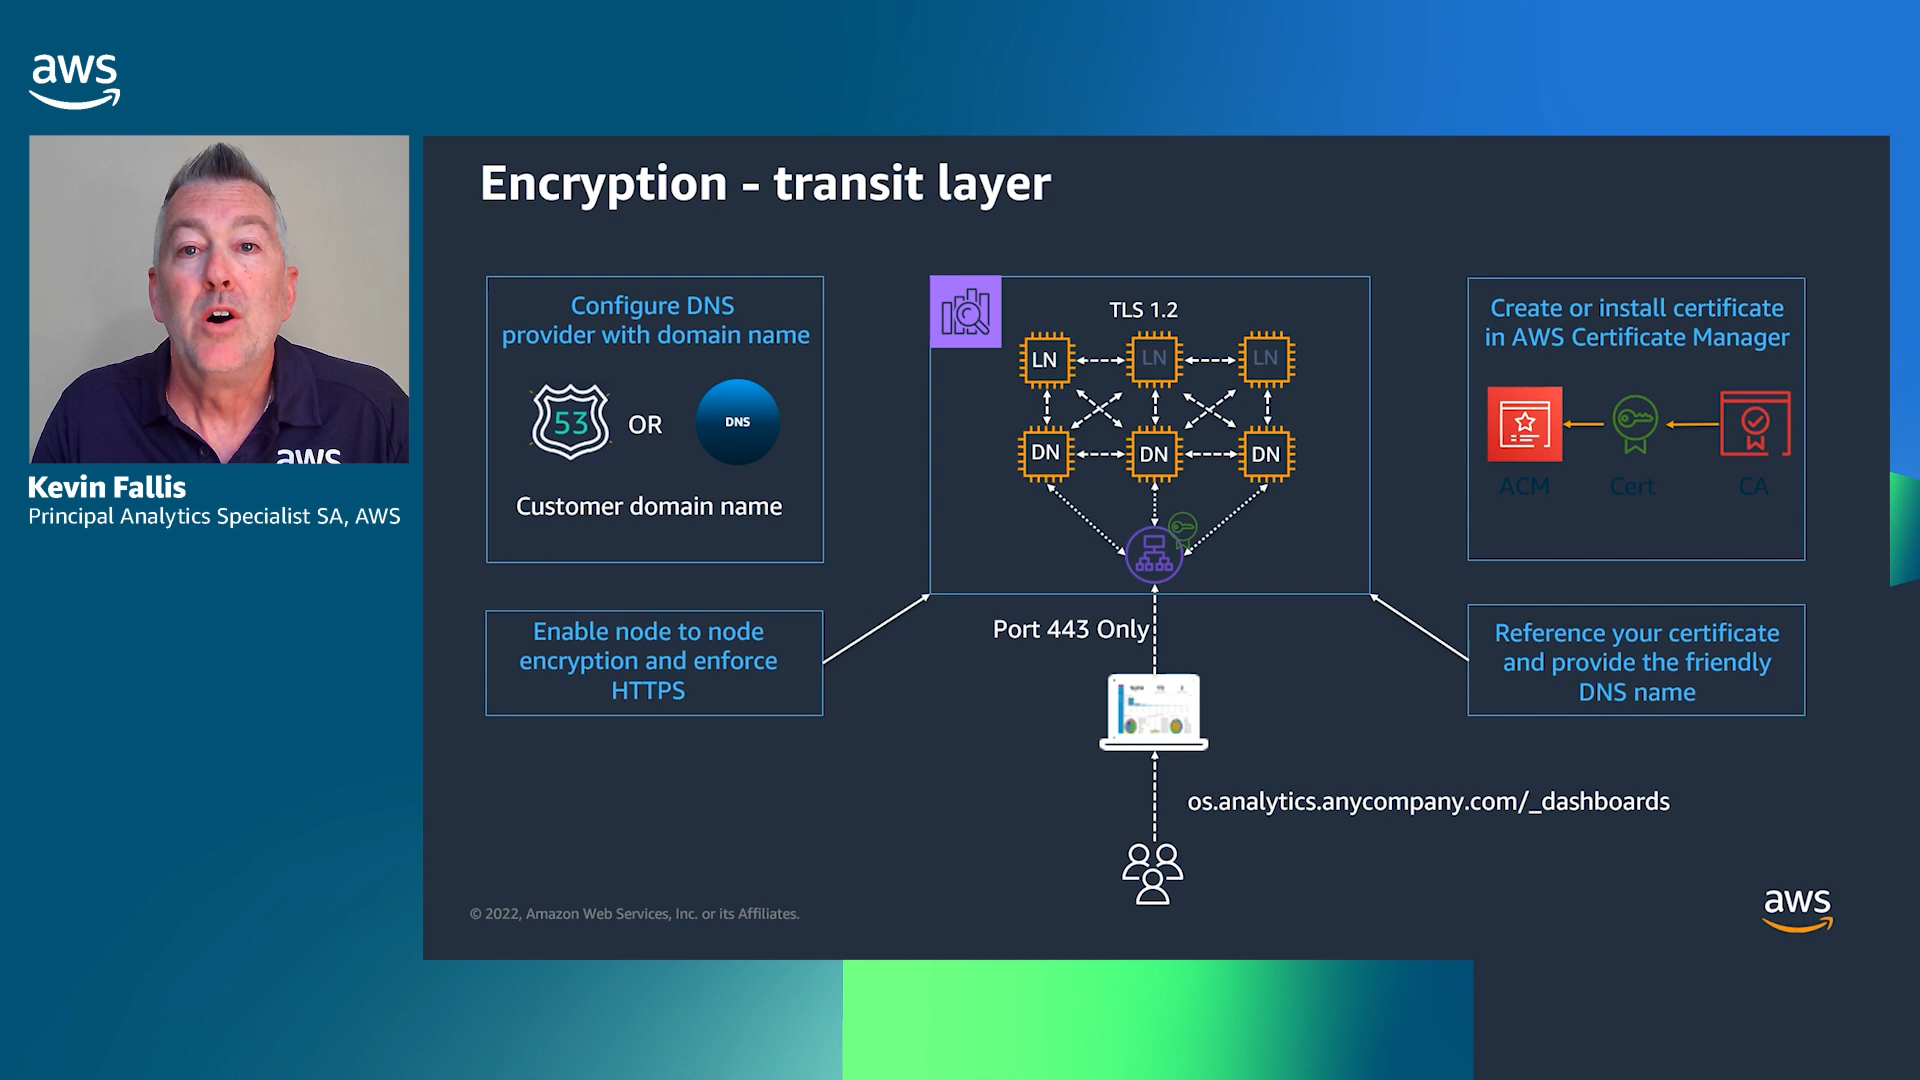 aws
aws
Kevin Fallis
Principal Analytics Specialist SA, AWS
Encryption - transit layer
Configure DNS
provider with domain name
53
OR
DNS
Customer domain name
Enable node to node
encryption and enforce
HTTPS
TLS 1.2
LN
LN
LN
DN
DN
DN
Port 443 Only
os.analytics.anycompany.com/_dashboards
Create or install certificate
in AWS Certificate Manager
ACM
Cert
CA
Reference your certificate
and provide the friendly
DNS name
© 2022, Amazon Web Services, Inc. or its Affiliates.
aws